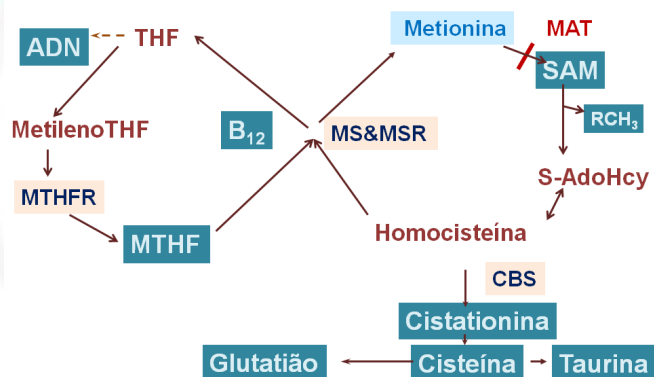 Metionina
MAT
ADN
THF
SAM
RCH₃
B₁₂
MS&MSR
MetilenoTHF
S-AdoHcy
MTHFR
MTHF
Homocisteína
CBS
Cistationina
Glutatião
Cisteína
Taurina